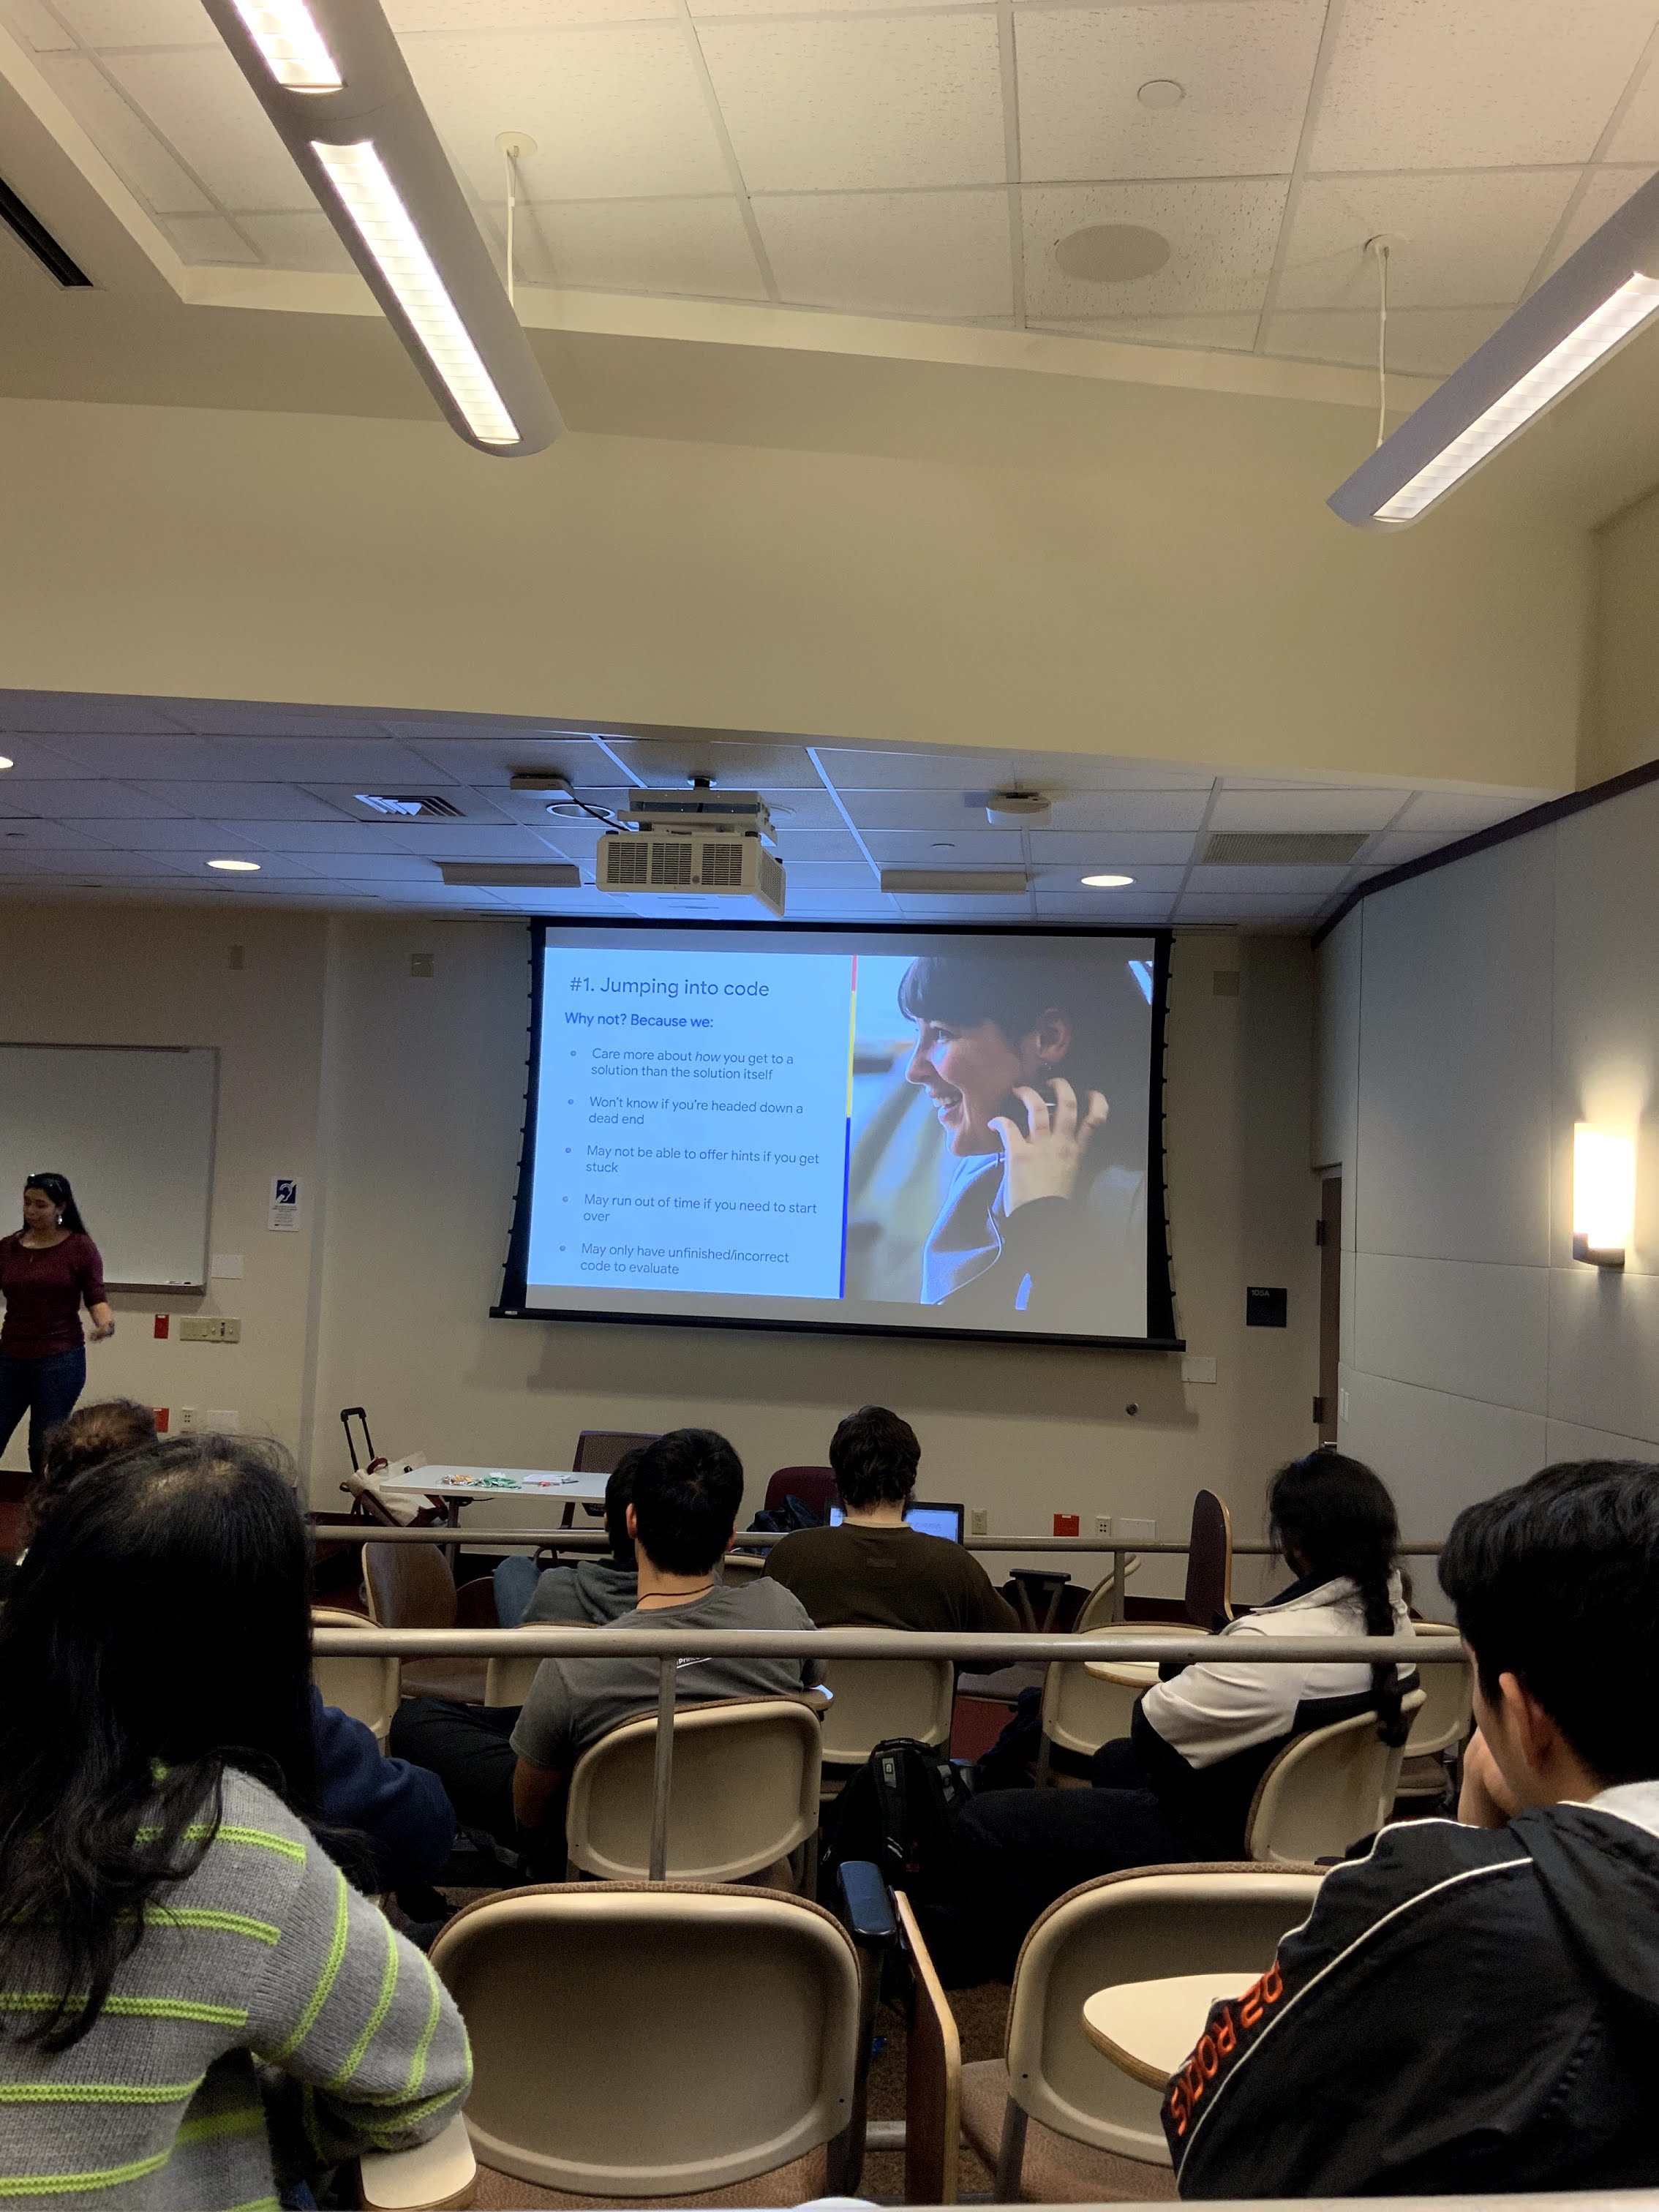 #1. Jumping into code
Why not? Because we:
Care more about how you get to a
solution than the solution itself
Won't know if you're headed down a
dead end
May not be able to offer hints if you get
stuck
May run out of time if you need to start
over
May only have unfinished/incorrect
code to evaluate
105A
ROCKS